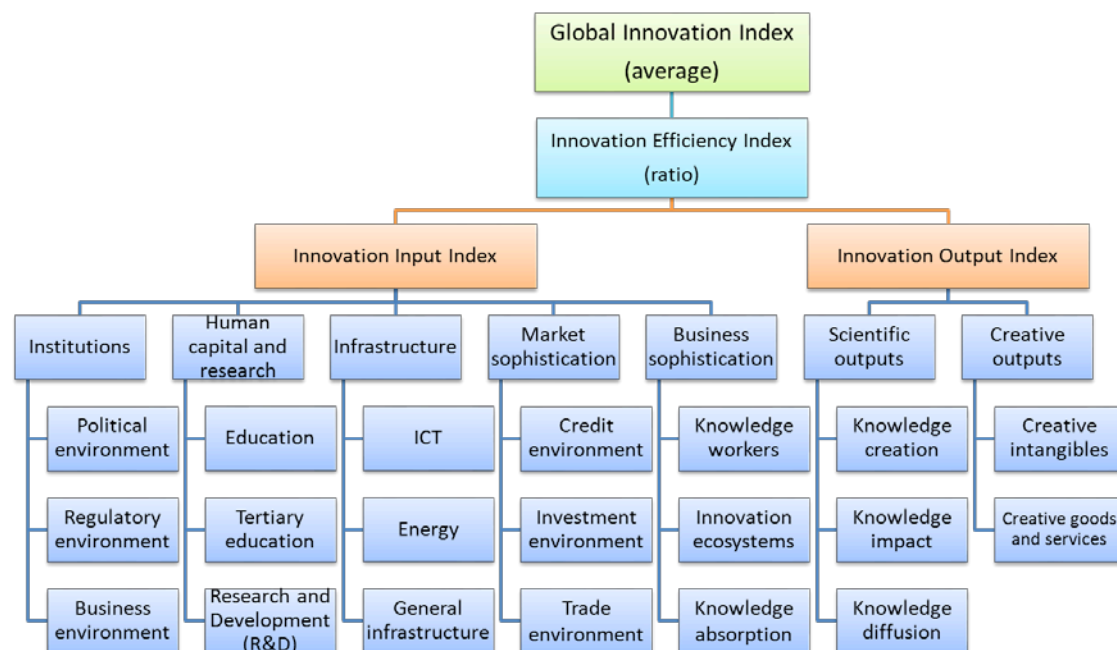 Global Innovation Index
(average)
Innovation Efficiency Index
(ratio)
Innovation Input Index
Innovation Output Index
Institutions
Human
capital and
research
Infrastructure
Market
sophistication
Business
sophistication
Scientific
outputs
Creative
outputs
Political
environment
Education
ICT
Credit
environment
Knowledge
workers
Knowledge
creation
Creative
intangibles
Regulatory
environment
Tertiary
education
Energy
Investment
environment
Innovation
ecosystems
Knowledge
impact
Creative goods
and services
Business
environment
Research and
Development
(R&D)
General
infrastructure
Trade
environment
Knowledge
absorption
Knowledge
diffusion